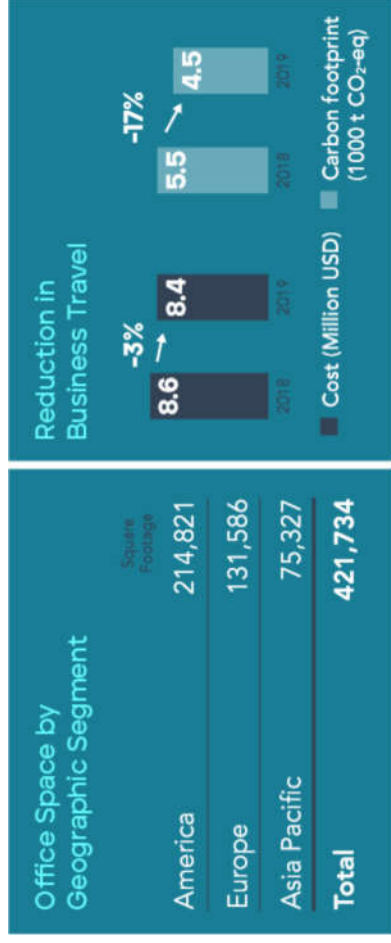 Office Space by
Geographic Segment
Square
Footage
America 214,821
Europe 131,586
Asia Pacific 75,327
Total 421,734
Reduction in
Business Travel
-3%
-17%
8.6 8.4 5.5 4.5
2018 2019 2018 2019
Cost (Million USD) Carbon footprint
(1000 t CO₂-eq)